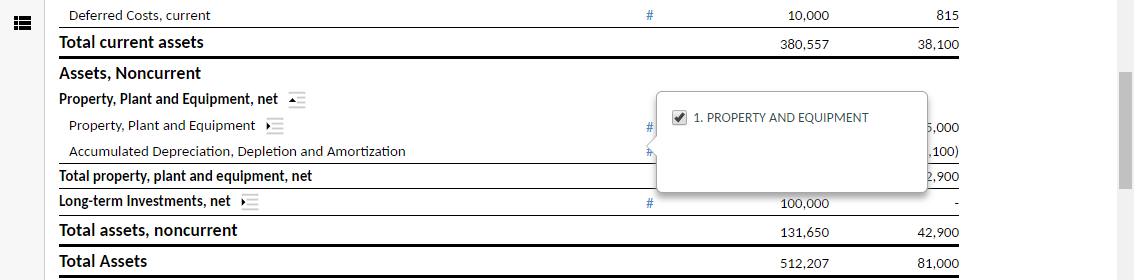 Deferred Costs, current # 10,000 815
Total current assets 380,557 38,100
Assets, Noncurrent
Property, Plant and Equipment, net
Property, Plant and Equipment # 5,000
1. PROPERTY AND EQUIPMENT
Accumulated Depreciation, Depletion and Amortization # ,100)
Total property, plant and equipment, net 2,900
Long-term Investments, net # 100,000 -
Total assets, noncurrent 131,650 42,900
Total Assets 512,207 81,000